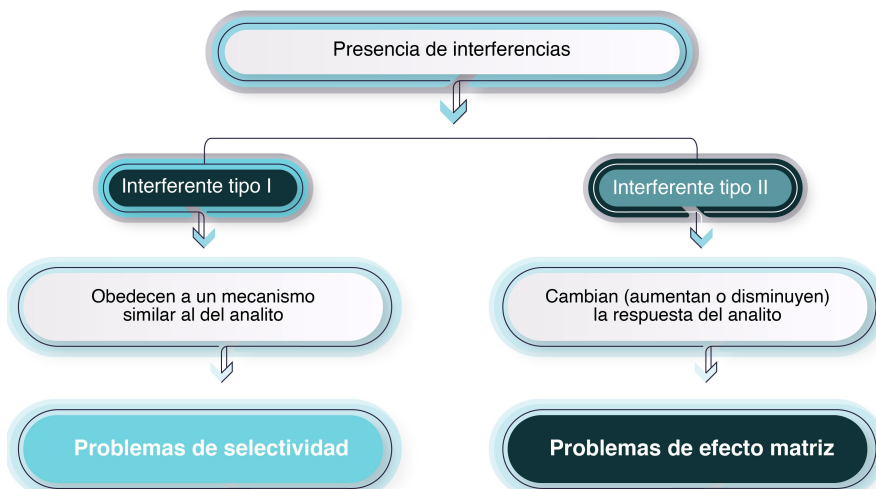 Presencia de interferencias
Interferente tipo I
Interferente tipo II
Obedecen a un mecanismo
similar al del analito
Cambian (aumentan o disminuyen)
la respuesta del analito
Problemas de selectividad
Problemas de efecto matriz